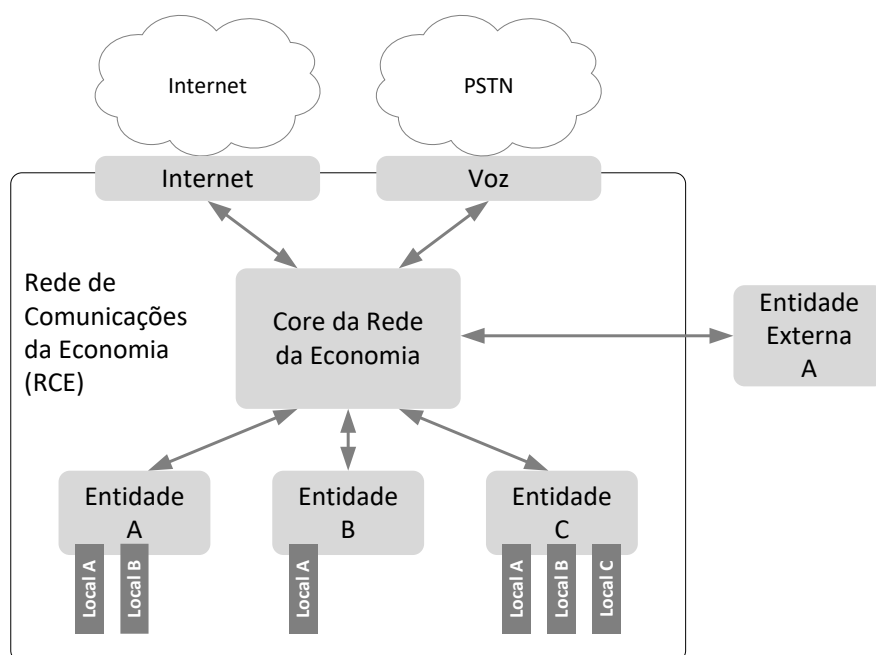 Internet
PSTN
Internet
Voz
Rede de
Comunicações
da Economia
(RCE)
Core da Rede
da Economia
Entidade
Externa
A
Entidade
A
Entidade
B
Entidade
C
Local A
Local B
Local A
Local A
Local B
Local C